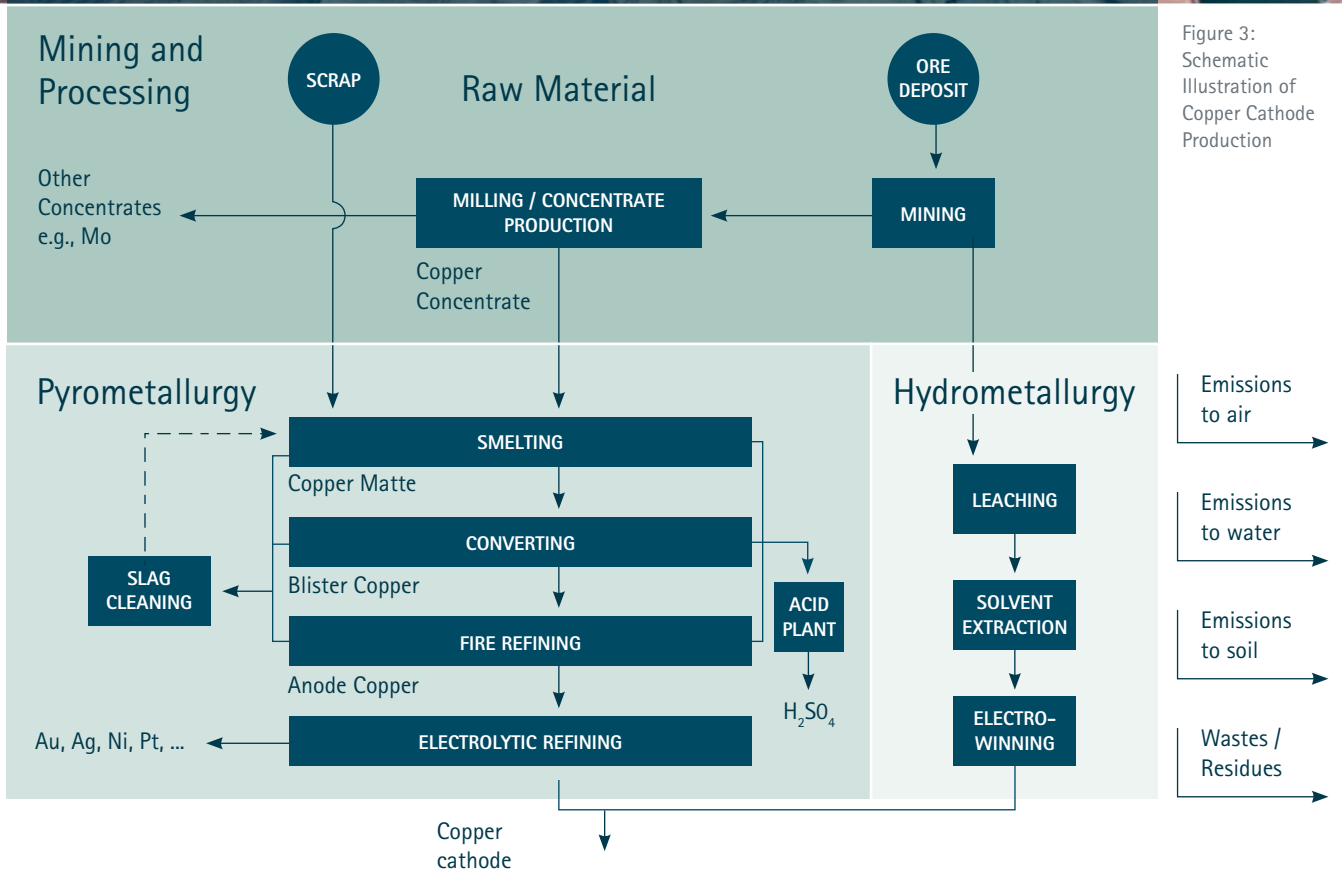 Mining and
Processing
SCRAP
Raw Material
ORE
DEPOSIT
Figure 3:
Schematic
Illustration of
Copper Cathode
Production
Other
Concentrates
e.g., Mo
MILLING / CONCENTRATE
PRODUCTION
MINING
Copper
Concentrate
Pyrometallurgy
Hydrometallurgy
Emissions
to air
SMELTING
Copper Matte
LEACHING
Emissions
to water
CONVERTING
Blister Copper
SLAG
CLEANING
ACID
PLANT
SOLVENT
EXTRACTION
Emissions
to soil
FIRE REFINING
Anode Copper
H₂SO₄
Au, Ag, Ni, Pt, ...
ELECTROLYTIC REFINING
ELECTRO-
WINNING
Wastes /
Residues
Copper
cathode